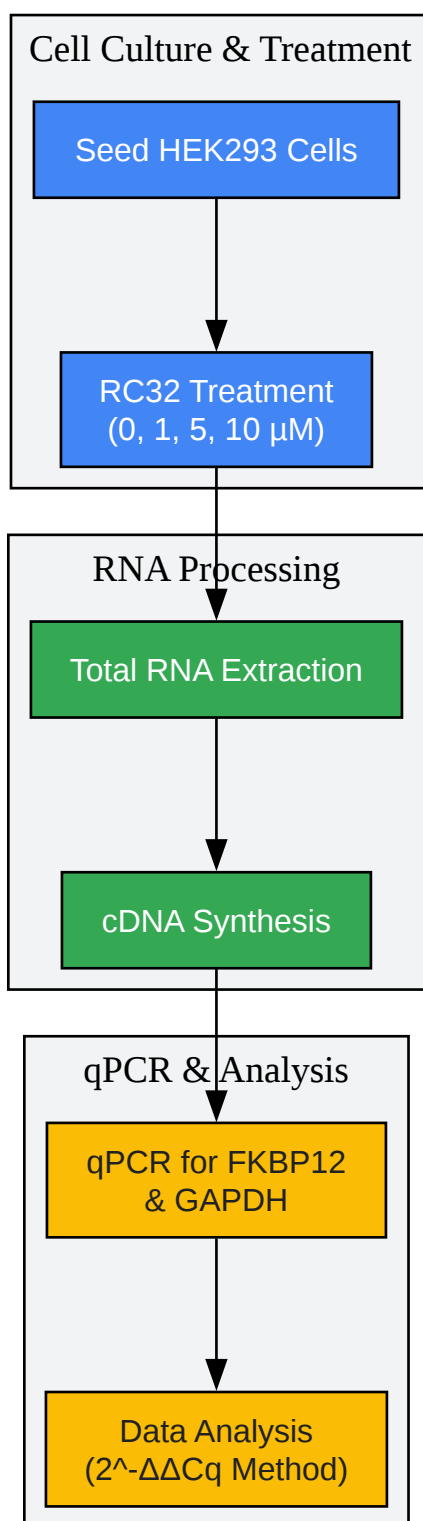 Cell Culture & Treatment
Seed HEK293 Cells
RC32 Treatment
(0, 1, 5, 10 µM)
RNA Processing
Total RNA Extraction
cDNA Synthesis
qPCR & Analysis
qPCR for FKBP12
& GAPDH
Data Analysis
(2^-ΔΔCq Method)